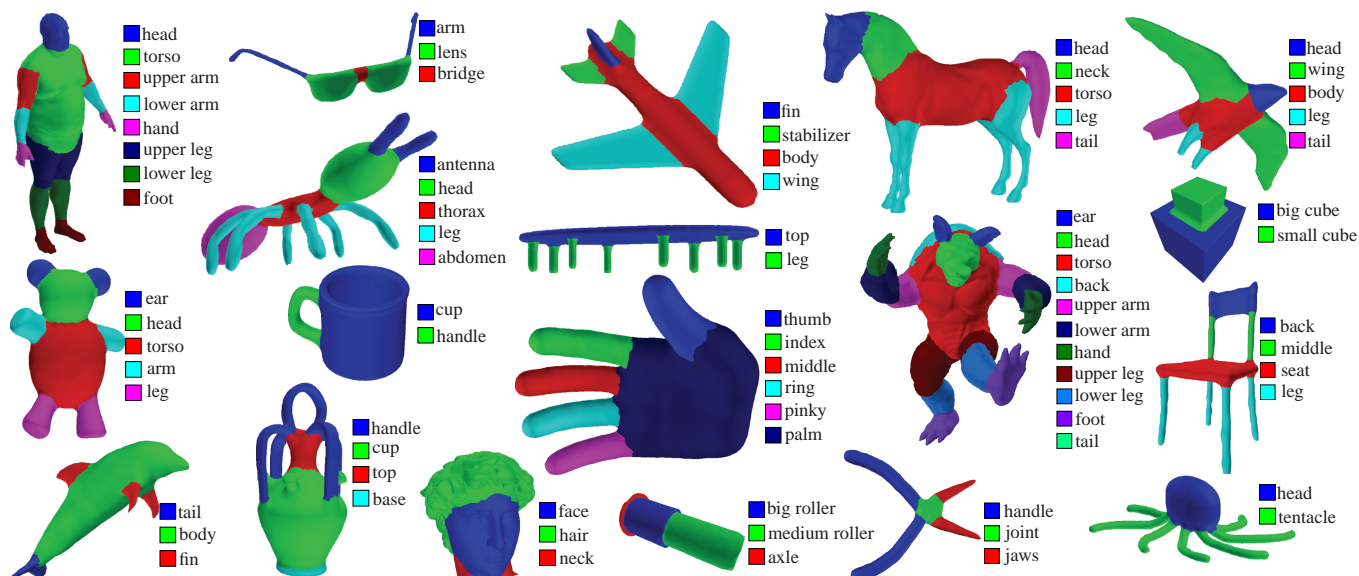 head
torso
upper arm
lower arm
hand
upper leg
lower leg
foot
arm
lens
bridge
fin
stabilizer
body
wing
head
neck
torso
leg
tail
head
wing
body
leg
tail
antenna
head
thorax
leg
abdomen
top
leg
ear
head
torso
back
upper arm
lower arm
hand
upper leg
lower leg
foot
tail
big cube
small cube
ear
head
torso
arm
leg
cup
handle
thumb
index
middle
ring
pinky
palm
back
middle
seat
leg
tail
body
fin
handle
cup
top
base
face
hair
neck
big roller
medium roller
axle
handle
joint
jaws
head
tentacle